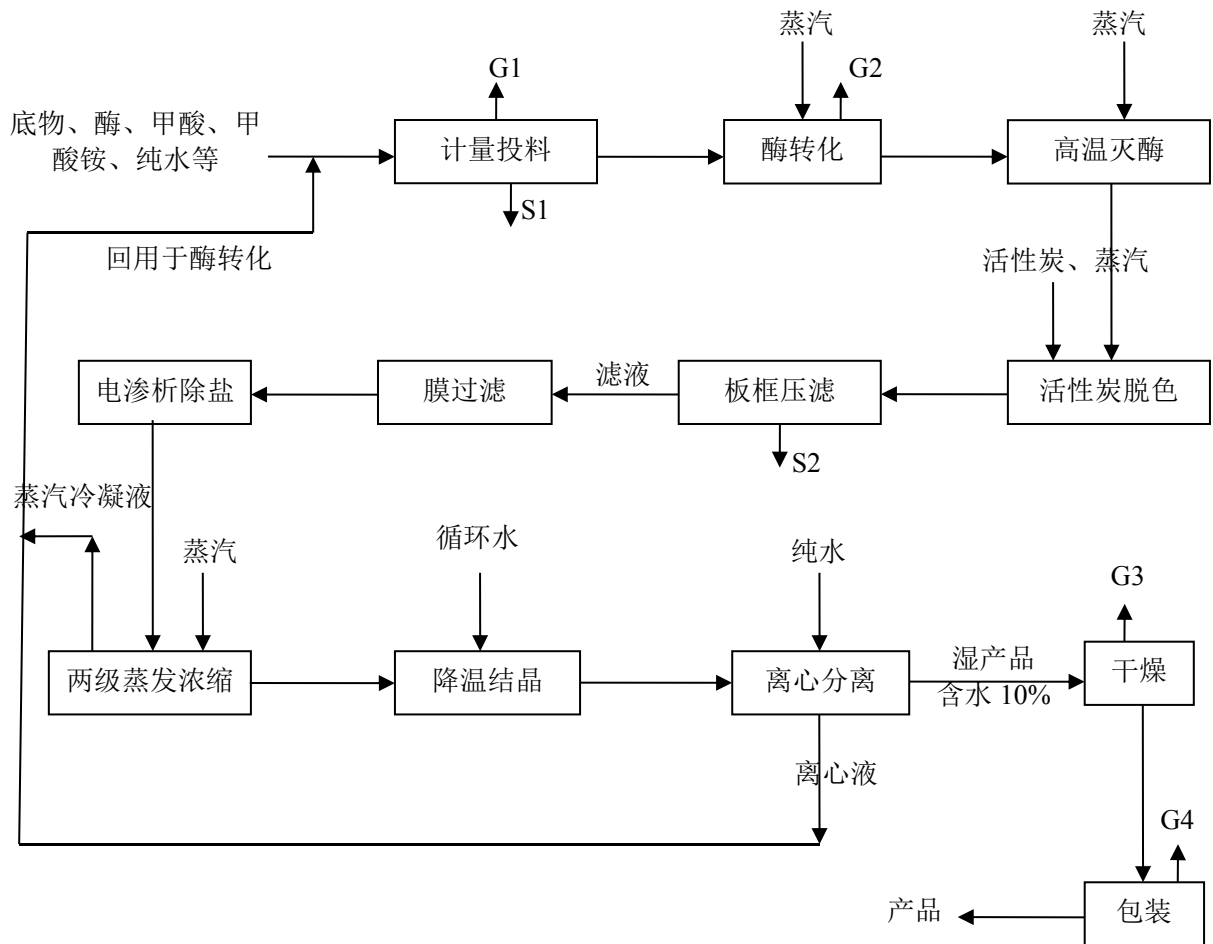 蒸汽
蒸汽
G1
G2
底物、酶、甲酸、甲
酸铵、纯水等
计量投料
酶转化
高温灭酶
S1
回用于酶转化
活性炭、蒸汽
电渗析除盐
膜过滤
滤液
板框压滤
活性炭脱色
S2
蒸汽冷凝液
蒸汽
循环水
纯水
G3
两级蒸发浓缩
降温结晶
离心分离
湿产品
含水 10%
干燥
离心液
G4
产品
包装